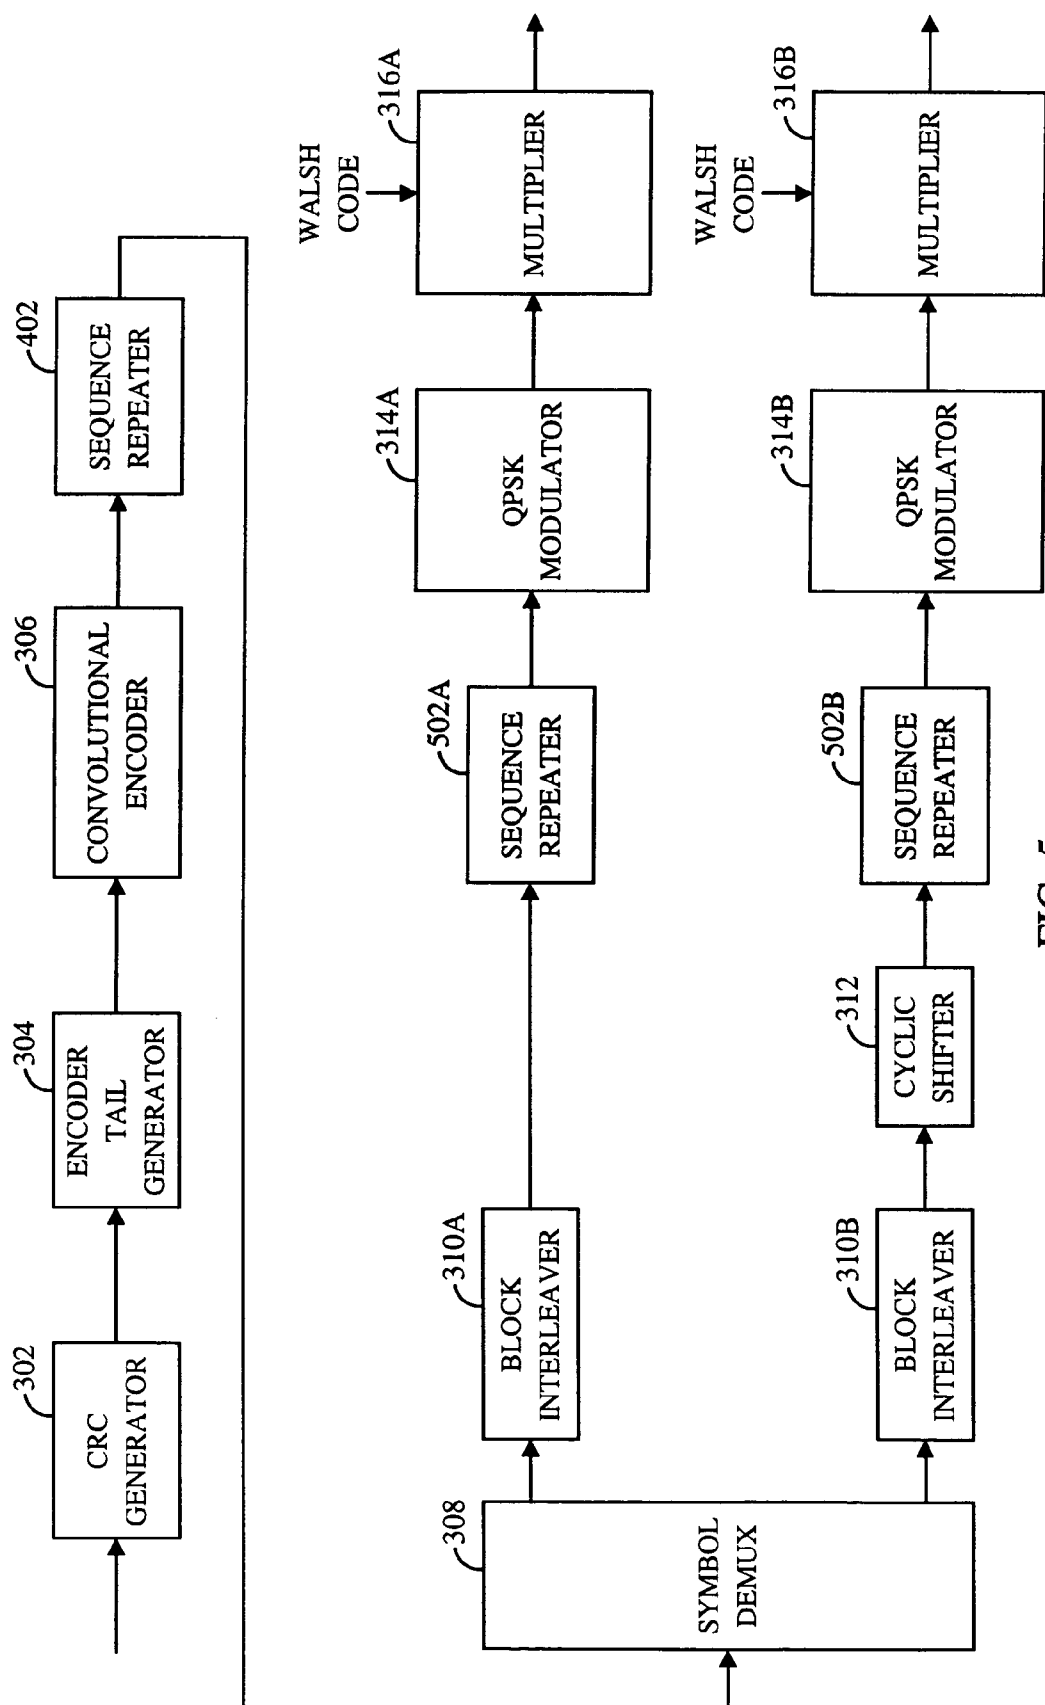 302
CRC
GENERATOR
304
ENCODER
TAIL
GENERATOR
306
CONVOLUTIONAL
ENCODER
402
SEQUENCE
REPEATER
308
SYMBOL
DEMUX
310A
BLOCK
INTERLEAVER
502A
SEQUENCE
REPEATER
314A
QPSK
MODULATOR
WALSH
CODE
316A
MULTIPLIER
310B
BLOCK
INTERLEAVER
312
CYCLIC
SHIFTER
502B
SEQUENCE
REPEATER
314B
QPSK
MODULATOR
WALSH
CODE
316B
MULTIPLIER
FIG. 5